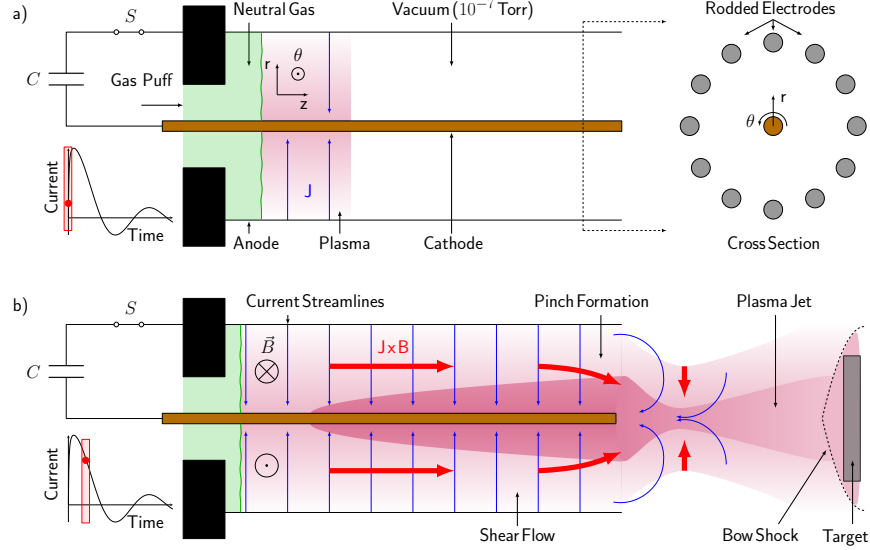 a)
S
Neutral Gas
Vacuum (10⁻⁷ Torr)
Rodded Electrodes
C
Gas Puff
θ
r
z
r
θ
J
Current
Time
Anode
Plasma
Cathode
Cross Section
b)
S
Current Streamlines
Pinch Formation
Plasma Jet
C
B⃗
JxB
Current
Time
Shear Flow
Bow Shock
Target